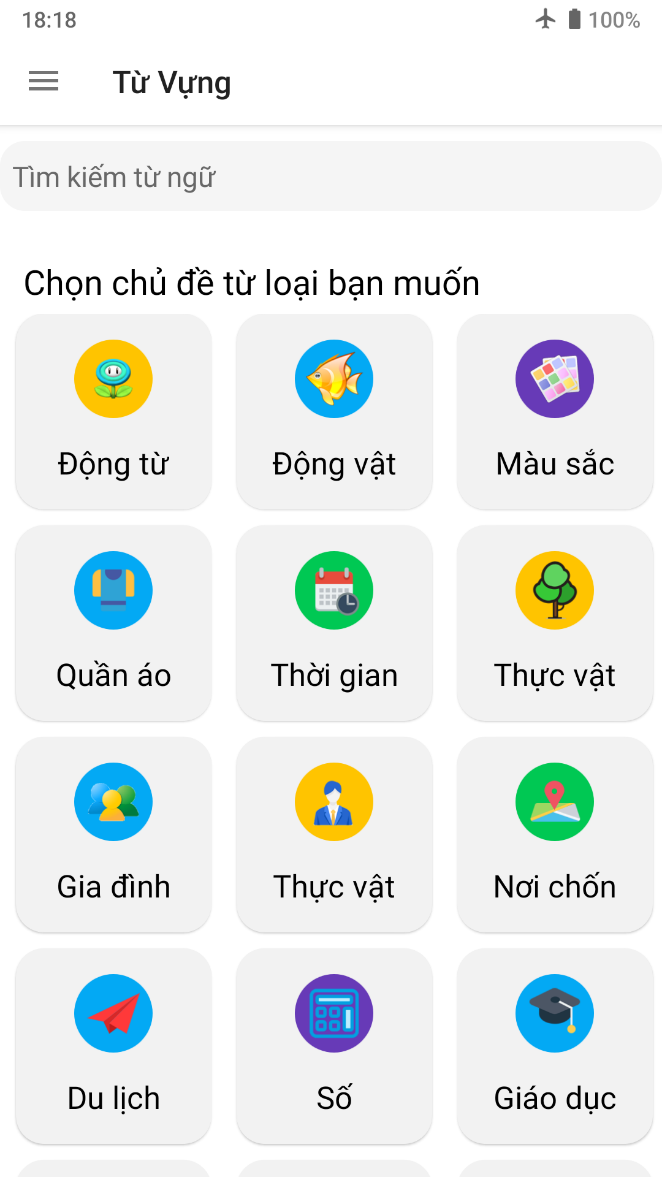 18:18
100%
Từ Vựng
Tìm kiếm từ ngữ
Chọn chủ đề từ loại bạn muốn
Động từ
Động vật
Màu sắc
Quần áo
Thời gian
Thực vật
Gia đình
Thực vật
Nơi chốn
Du lịch
Số
Giáo dục